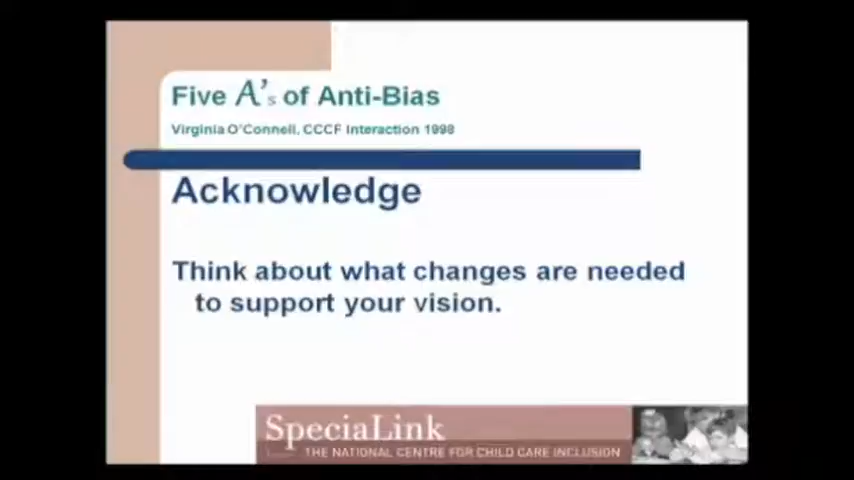 Five A's of Anti-Bias
Virginia O'Connell, CCCF Interaction 1998
Acknowledge
Think about what changes are needed
to support your vision.
SpeciaLink
THE NATIONAL CENTRE FOR CHILD CARE INCLUSION